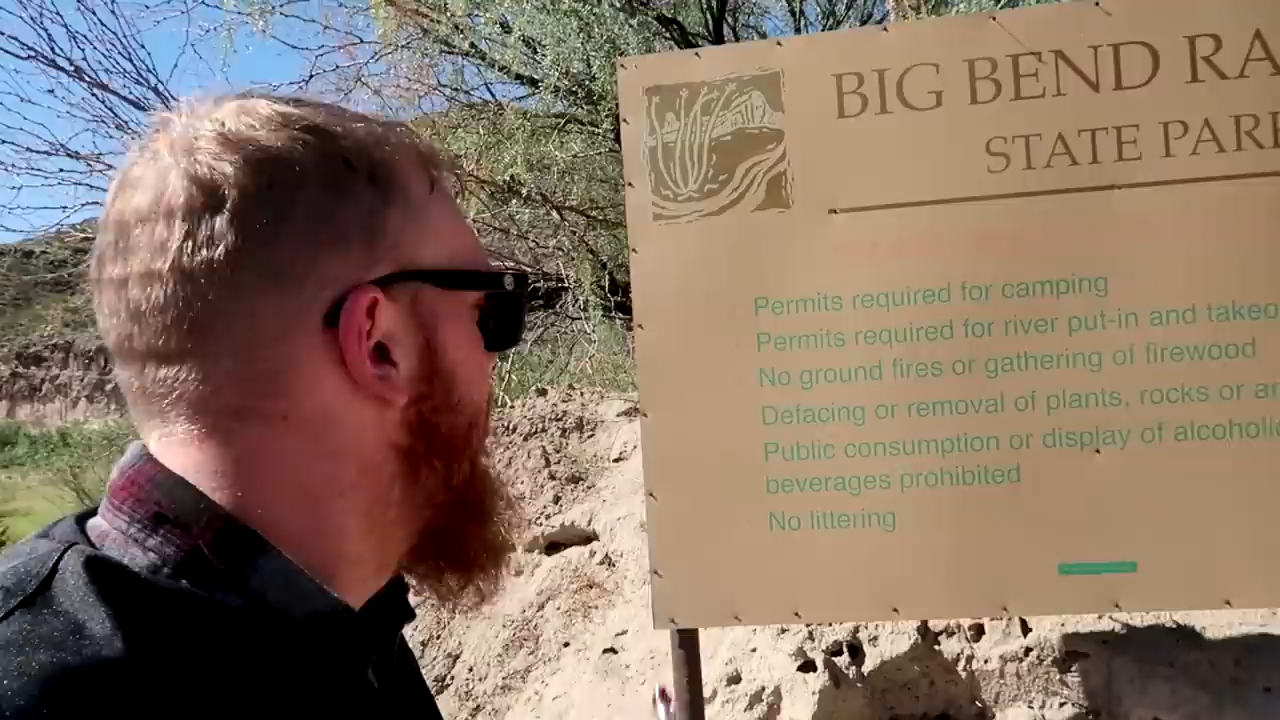 BIG BEND RA
STATE PAR
Permits required for camping
Permits required for river put-in and takeo
No ground fires or gathering of firewood
Defacing or removal of plants, rocks or ar
Public consumption or display of alcoholic
beverages prohibited
No littering